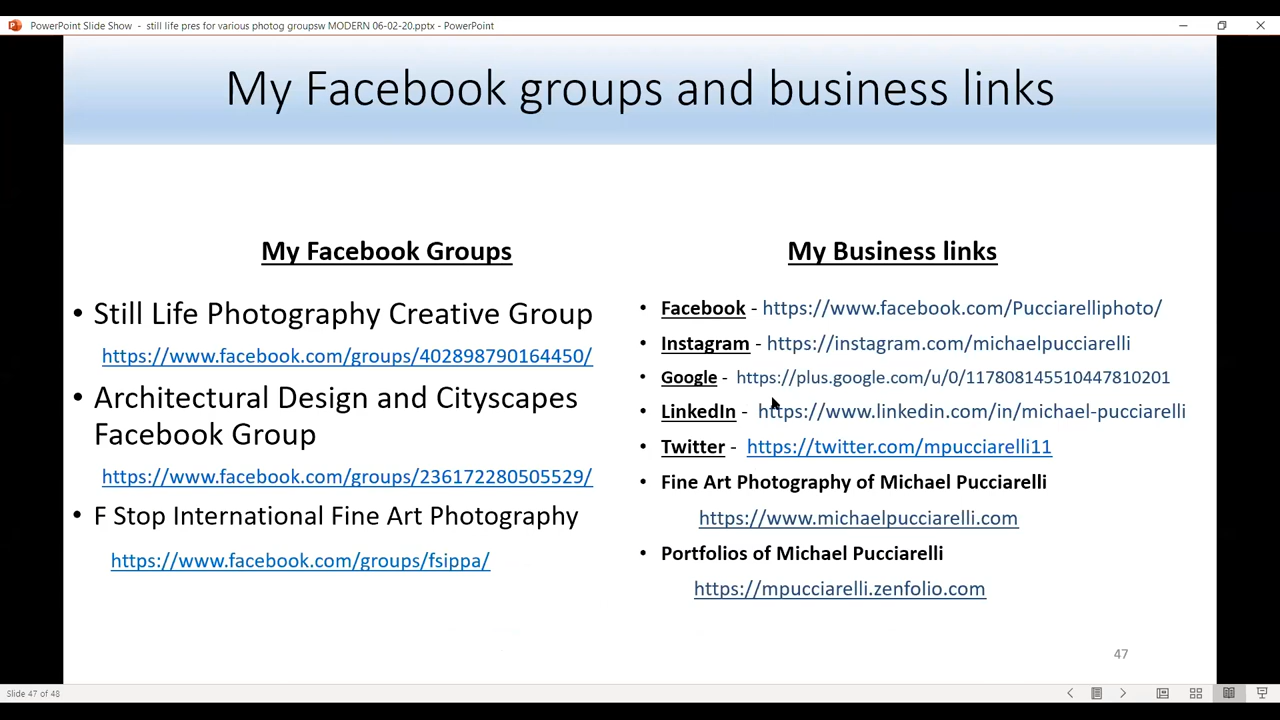 PowerPoint Slide Show - still life pres for various photog groupsw MODERN 06-02-20.pptx - PowerPoint
My Facebook groups and business links
My Facebook Groups
• Still Life Photography Creative Group
https://www.facebook.com/groups/402898790164450/
• Architectural Design and Cityscapes
Facebook Group
https://www.facebook.com/groups/236172280505529/
• F Stop International Fine Art Photography
https://www.facebook.com/groups/fsippa/
My Business links
• Facebook - https://www.facebook.com/Pucciarelliphoto/
• Instagram - https://instagram.com/michaelpucciarelli
• Google - https://plus.google.com/u/0/117808145510447810201
• LinkedIn - https://www.linkedin.com/in/michael-pucciarelli
• Twitter - https://twitter.com/mpucciarelli11
• Fine Art Photography of Michael Pucciarelli
https://www.michaelpucciarelli.com
• Portfolios of Michael Pucciarelli
https://mpucciarelli.zenfolio.com
47
Slide 47 of 48